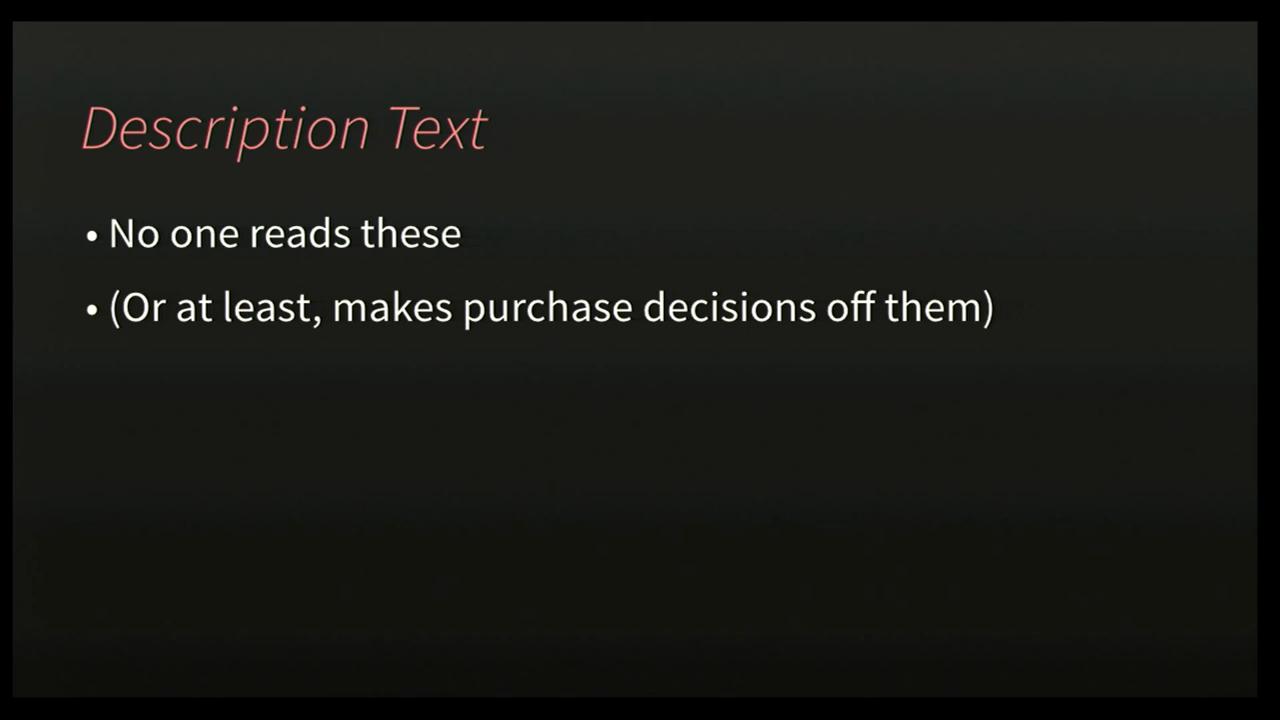 Description Text
• No one reads these
• (Or at least, makes purchase decisions off them)